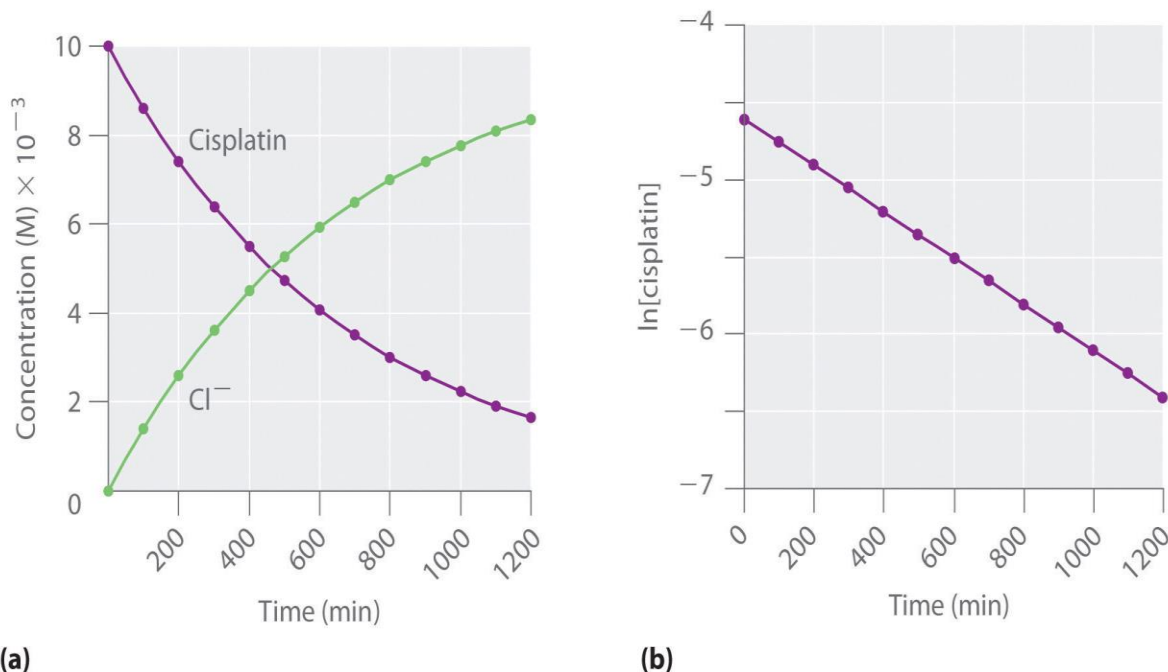 Concentration (M) × 10⁻³
10
8
6
4
2
0
Cisplatin
Cl⁻
200
400
600
800
1000
1200
Time (min)
(a)
ln[cisplatin]
−4
−5
−6
−7
0
200
400
600
800
1000
1200
Time (min)
(b)